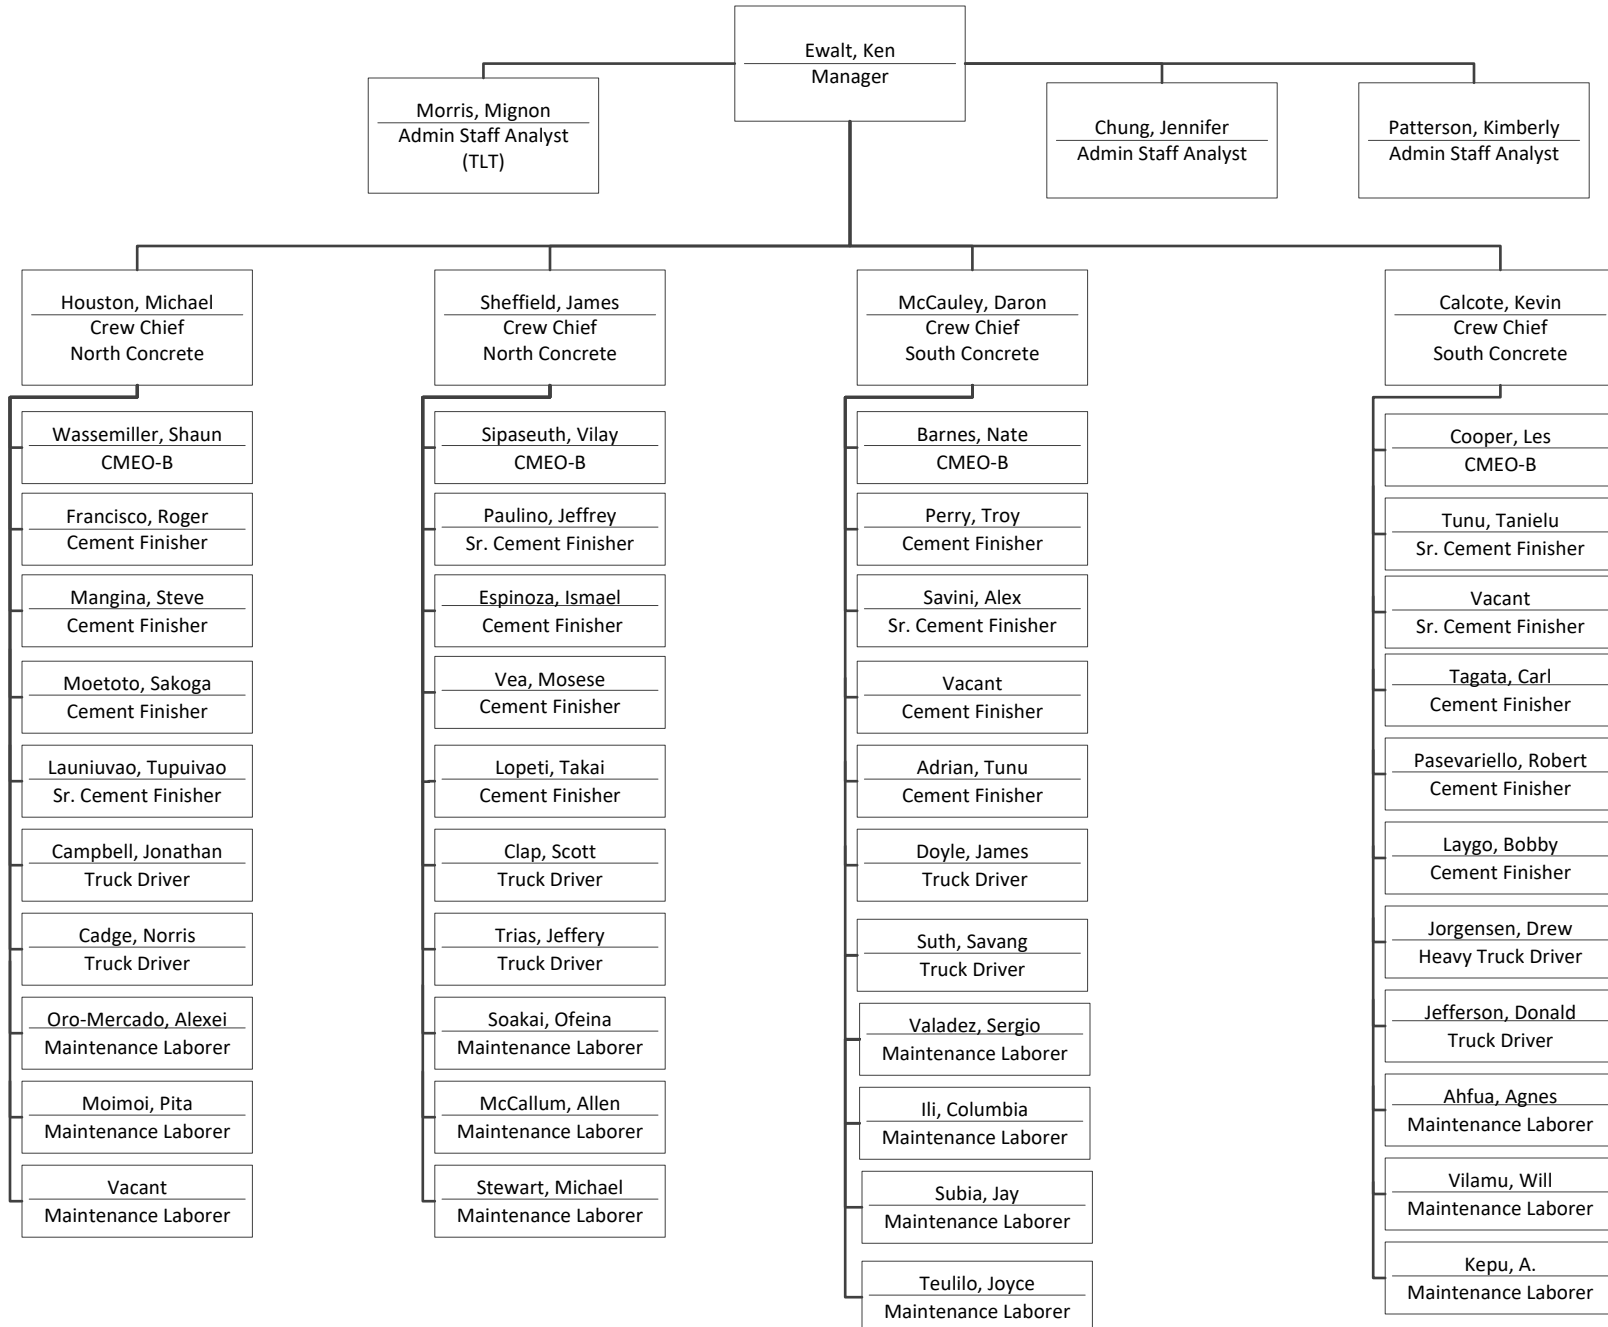 Ewalt, Ken
Manager
Morris, Mignon
Admin Staff Analyst
(TLT)
Chung, Jennifer
Admin Staff Analyst
Patterson, Kimberly
Admin Staff Analyst
Houston, Michael
Crew Chief
North Concrete
Wassemiller, Shaun
CMEO-B
Francisco, Roger
Cement Finisher
Mangina, Steve
Cement Finisher
Moetoto, Sakoga
Cement Finisher
Launiuvao, Tupuivao
Sr. Cement Finisher
Campbell, Jonathan
Truck Driver
Cadge, Norris
Truck Driver
Oro-Mercado, Alexei
Maintenance Laborer
Moimoi, Pita
Maintenance Laborer
Vacant
Maintenance Laborer
Sheffield, James
Crew Chief
North Concrete
Sipaseuth, Vilay
CMEO-B
Paulino, Jeffrey
Sr. Cement Finisher
Espinoza, Ismael
Cement Finisher
Vea, Mosese
Cement Finisher
Lopeti, Takai
Cement Finisher
Clap, Scott
Truck Driver
Trias, Jeffery
Truck Driver
Soakai, Ofeina
Maintenance Laborer
McCallum, Allen
Maintenance Laborer
Stewart, Michael
Maintenance Laborer
McCauley, Daron
Crew Chief
South Concrete
Barnes, Nate
CMEO-B
Perry, Troy
Cement Finisher
Savini, Alex
Sr. Cement Finisher
Vacant
Cement Finisher
Adrian, Tunu
Cement Finisher
Doyle, James
Truck Driver
Suth, Savang
Truck Driver
Valadez, Sergio
Maintenance Laborer
Ili, Columbia
Maintenance Laborer
Subia, Jay
Maintenance Laborer
Teulilo, Joyce
Maintenance Laborer
Calcote, Kevin
Crew Chief
South Concrete
Cooper, Les
CMEO-B
Tunu, Tanielu
Sr. Cement Finisher
Vacant
Sr. Cement Finisher
Tagata, Carl
Cement Finisher
Pasevariello, Robert
Cement Finisher
Laygo, Bobby
Cement Finisher
Jorgensen, Drew
Heavy Truck Driver
Jefferson, Donald
Truck Driver
Ahfua, Agnes
Maintenance Laborer
Vilamu, Will
Maintenance Laborer
Kepu, A.
Maintenance Laborer